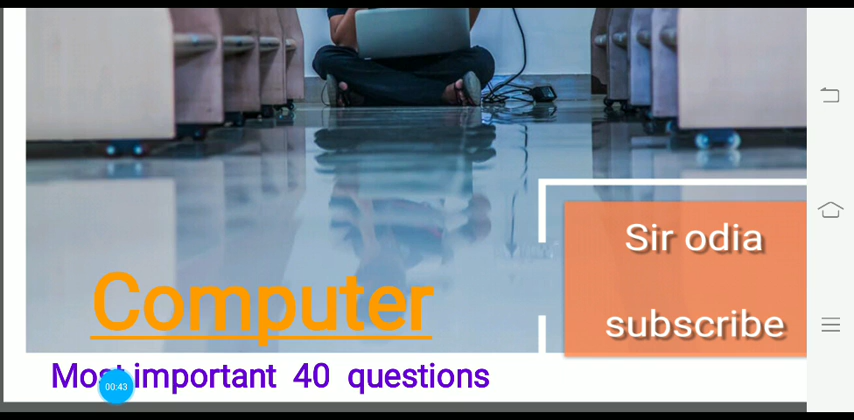 Sir odia
subscribe
Computer
Most important 40 questions
00:43